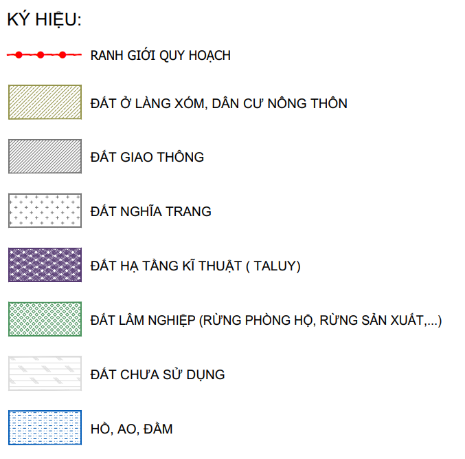 KÝ HIỆU:
RANH GIỚI QUY HOẠCH
ĐẤT Ở LÀNG XÓM, DÂN CƯ NÔNG THÔN
ĐẤT GIAO THÔNG
ĐẤT NGHĨA TRANG
ĐẤT HẠ TẦNG KĨ THUẬT ( TALUY)
ĐẤT LÂM NGHIỆP (RỪNG PHÒNG HỘ, RỪNG SẢN XUẤT,...)
ĐẤT CHƯA SỬ DỤNG
HỒ, AO, ĐẦM